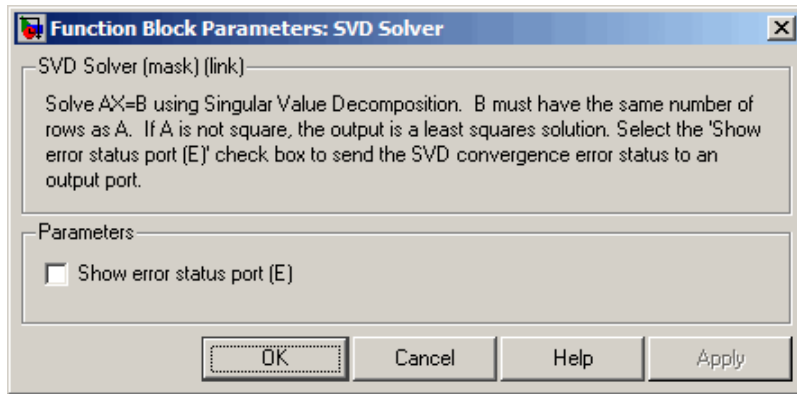 Function Block Parameters: SVD Solver
SVD Solver (mask) (link)
Solve AX=B using Singular Value Decomposition. B must have the same number of
rows as A. If A is not square, the output is a least squares solution. Select the 'Show
error status port (E)' check box to send the SVD convergence error status to an
output port.
Parameters
Show error status port (E)
OK Cancel Help Apply